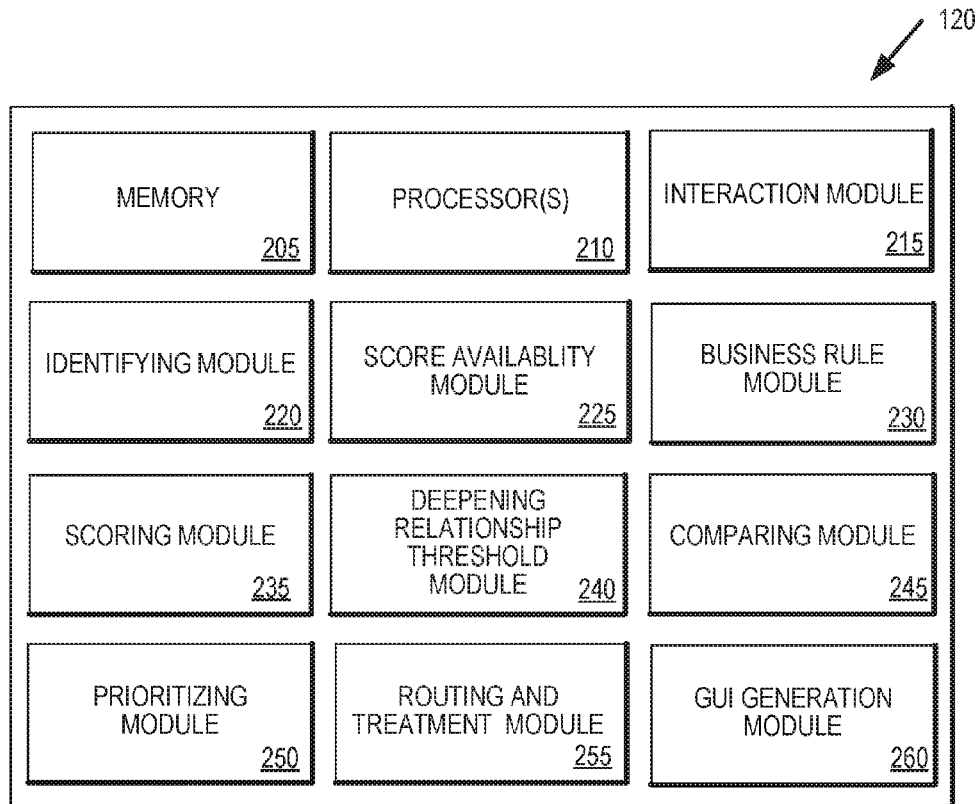 120
MEMORY
205
PROCESSOR(S)
210
INTERACTION MODULE
215
IDENTIFYING MODULE
220
SCORE AVAILABLITY
MODULE
225
BUSINESS RULE
MODULE
230
SCORING MODULE
235
DEEPENING
RELATIONSHIP
THRESHOLD
MODULE
240
COMPARING MODULE
245
PRIORITIZING
MODULE
250
ROUTING AND
TREATMENT MODULE
255
GUI GENERATION
MODULE
260